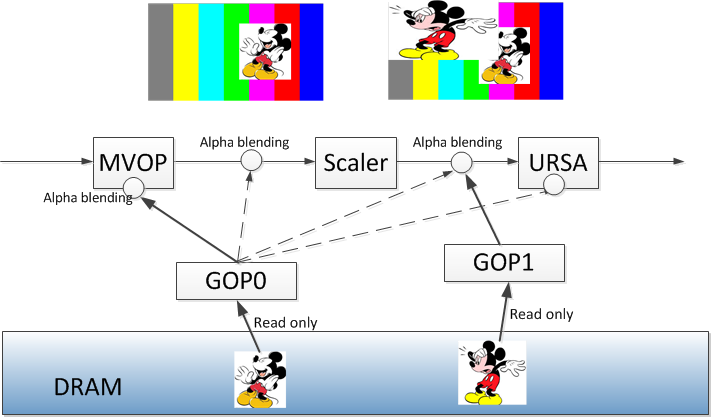 Alpha blending
Alpha blending
MVOP
Scaler
URSA
Alpha blending
GOP0
GOP1
Read only
Read only
DRAM